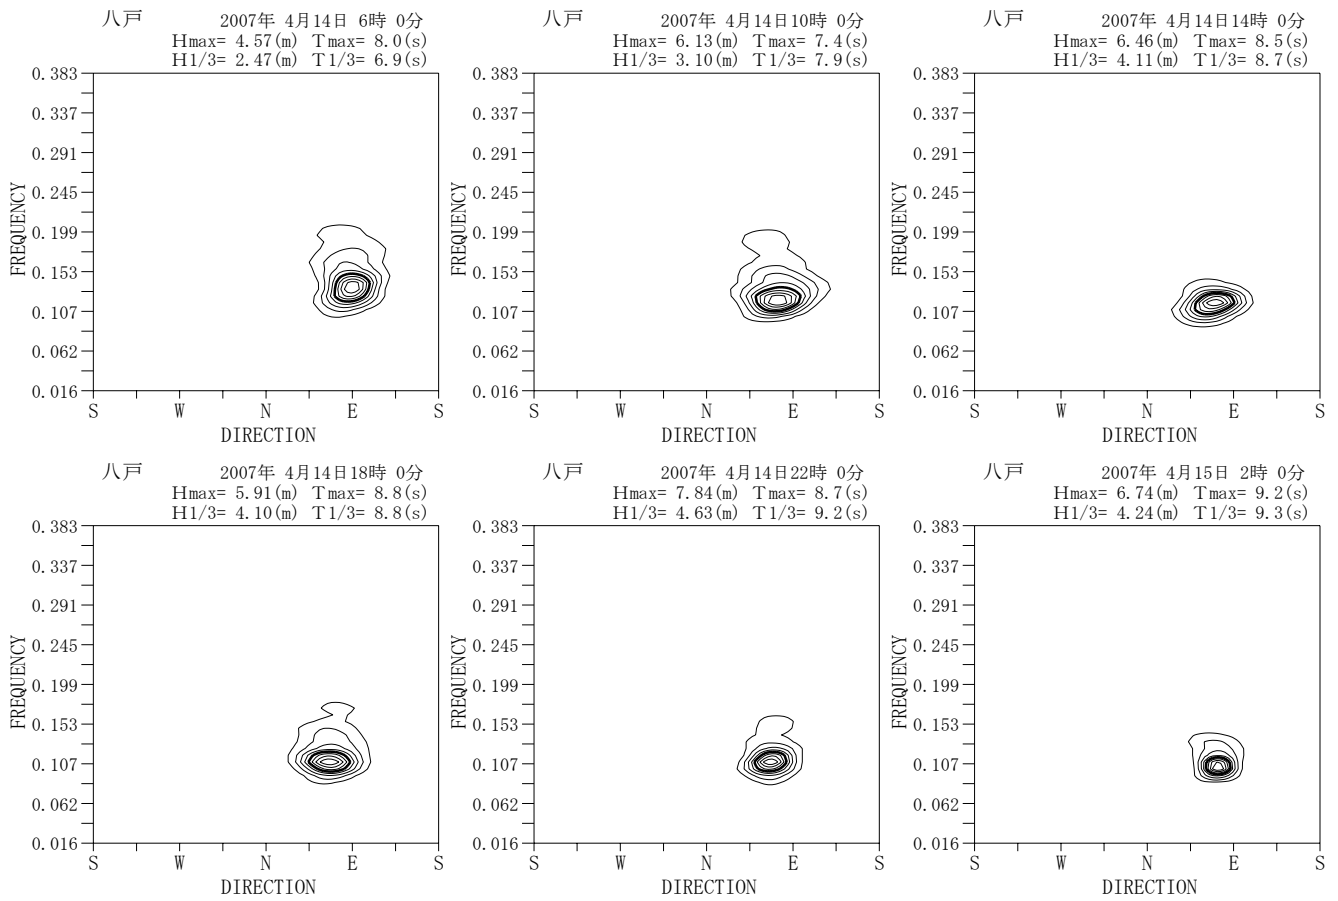 八戸 2007年 4月14日 6時 0分
Hmax= 4.57(m) Tmax= 8.0(s)
H1/3= 2.47(m) T1/3= 6.9(s)
0.383
0.337
0.291
0.245
0.199
0.153
0.107
0.062
0.016
FREQUENCY
S W N E S
DIRECTION
八戸 2007年 4月14日10時 0分
Hmax= 6.13(m) Tmax= 7.4(s)
H1/3= 3.10(m) T1/3= 7.9(s)
0.383
0.337
0.291
0.245
0.199
0.153
0.107
0.062
0.016
FREQUENCY
S W N E S
DIRECTION
八戸 2007年 4月14日14時 0分
Hmax= 6.46(m) Tmax= 8.5(s)
H1/3= 4.11(m) T1/3= 8.7(s)
0.383
0.337
0.291
0.245
0.199
0.153
0.107
0.062
0.016
FREQUENCY
S W N E S
DIRECTION
八戸 2007年 4月14日18時 0分
Hmax= 5.91(m) Tmax= 8.8(s)
H1/3= 4.10(m) T1/3= 8.8(s)
0.383
0.337
0.291
0.245
0.199
0.153
0.107
0.062
0.016
FREQUENCY
S W N E S
DIRECTION
八戸 2007年 4月14日22時 0分
Hmax= 7.84(m) Tmax= 8.7(s)
H1/3= 4.63(m) T1/3= 9.2(s)
0.383
0.337
0.291
0.245
0.199
0.153
0.107
0.062
0.016
FREQUENCY
S W N E S
DIRECTION
八戸 2007年 4月15日 2時 0分
Hmax= 6.74(m) Tmax= 9.2(s)
H1/3= 4.24(m) T1/3= 9.3(s)
0.383
0.337
0.291
0.245
0.199
0.153
0.107
0.062
0.016
FREQUENCY
S W N E S
DIRECTION